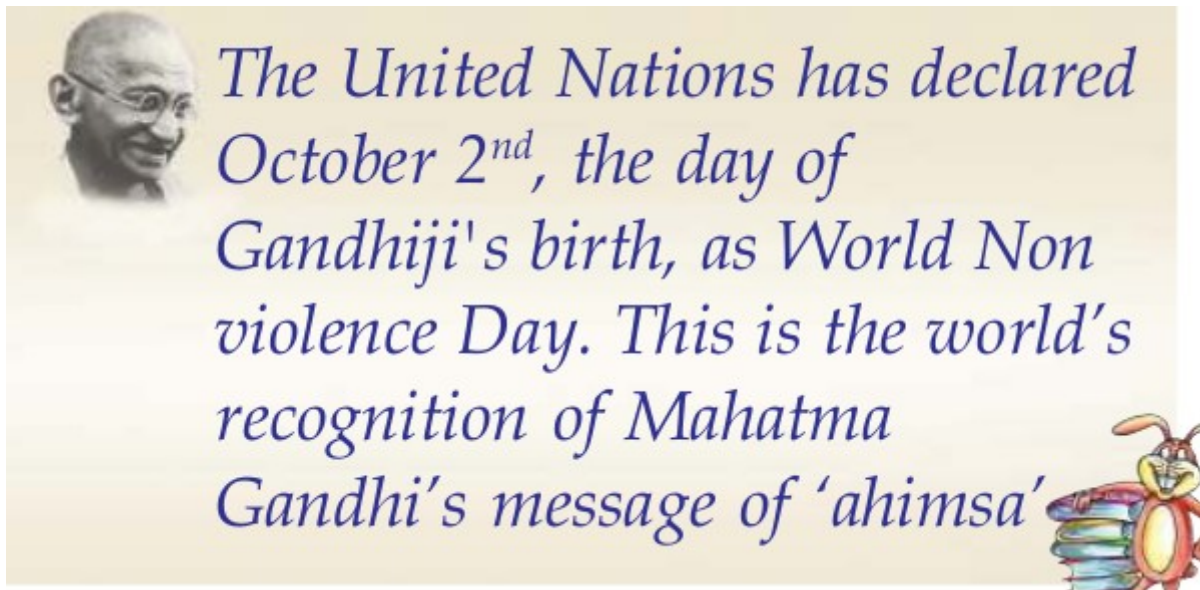 The United Nations has declared
October 2nd, the day of
Gandhiji's birth, as World Non
violence Day. This is the world’s
recognition of Mahatma
Gandhi’s message of ‘ahimsa’